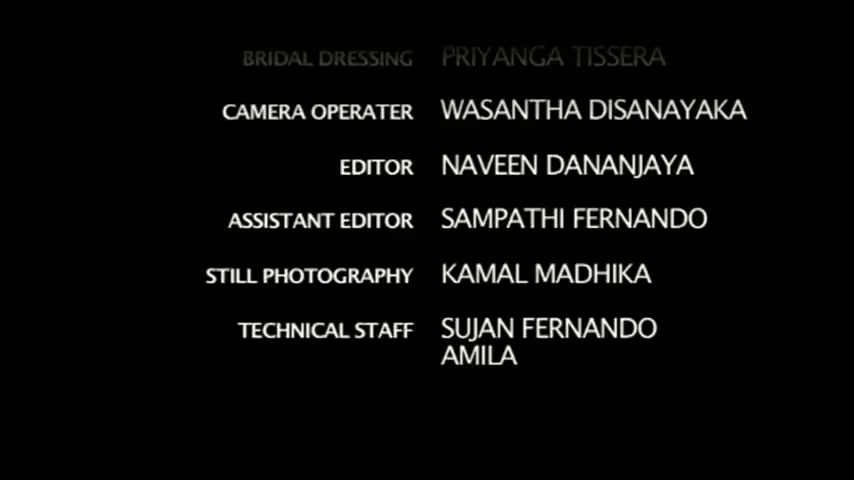 BRIDAL DRESSING PRIYANGA TISSERA
CAMERA OPERATER WASANTHA DISANAYAKA
EDITOR NAVEEN DANANJAYA
ASSISTANT EDITOR SAMPATHI FERNANDO
STILL PHOTOGRAPHY KAMAL MADHIKA
TECHNICAL STAFF SUJAN FERNANDO
AMILA